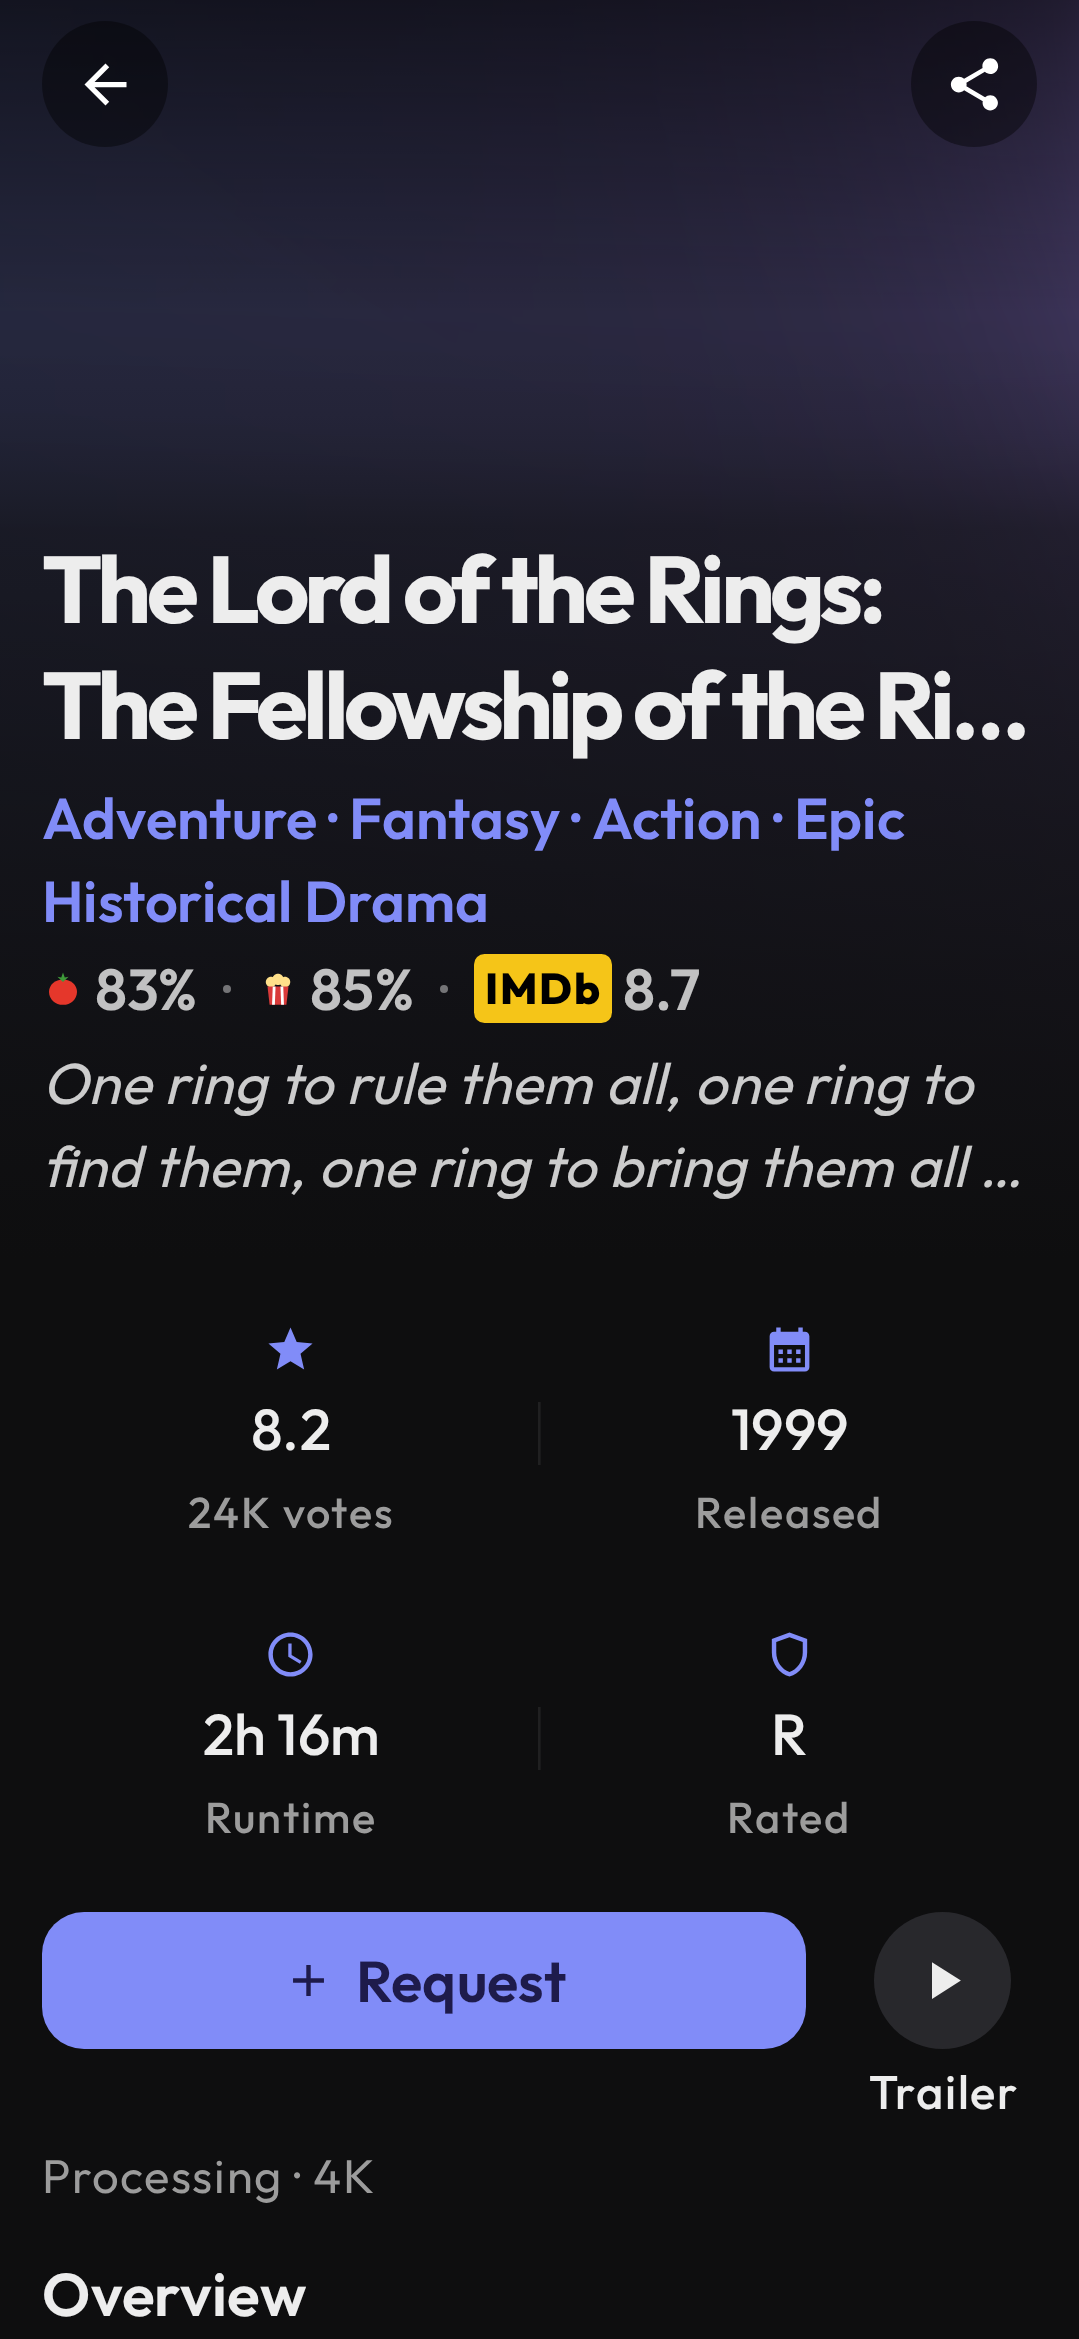 The Lord of the Rings:
The Fellowship of the Ri...
Adventure · Fantasy · Action · Epic
Historical Drama
83% · 85% · IMDb 8.7
One ring to rule them all, one ring to
find them, one ring to bring them all ...
8.2
24K votes
1999
Released
2h 16m
Runtime
R
Rated
+ Request
Trailer
Processing · 4K
Overview